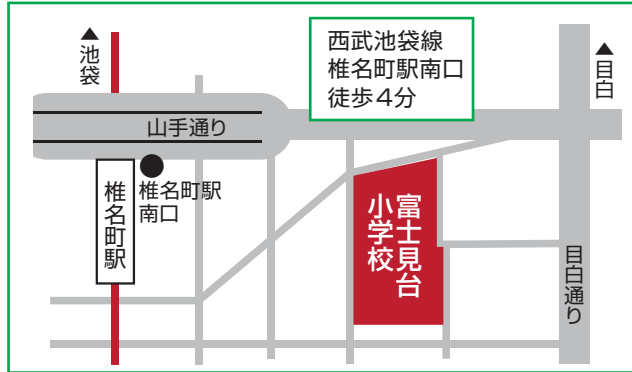 ▲池袋
西武池袋線
椎名町駅南口
徒歩4分
▲目白
山手通り
椎名町駅
南口
椎名町駅
富士見台
小学校
目白通り